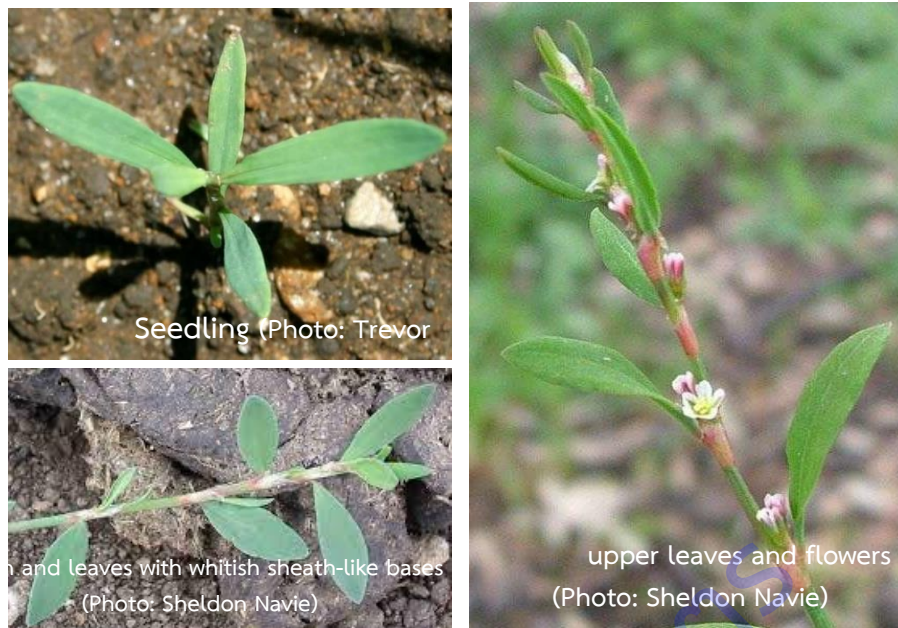 Seedling (Photo: Trevor
and leaves with whitish sheath-like bases
(Photo: Sheldon Navie)
upper leaves and flowers
(Photo: Sheldon Navie)